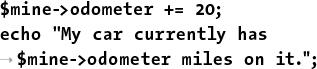 $mine->odometer += 20;
echo "My car currently has
→ $mine->odometer miles on it.";